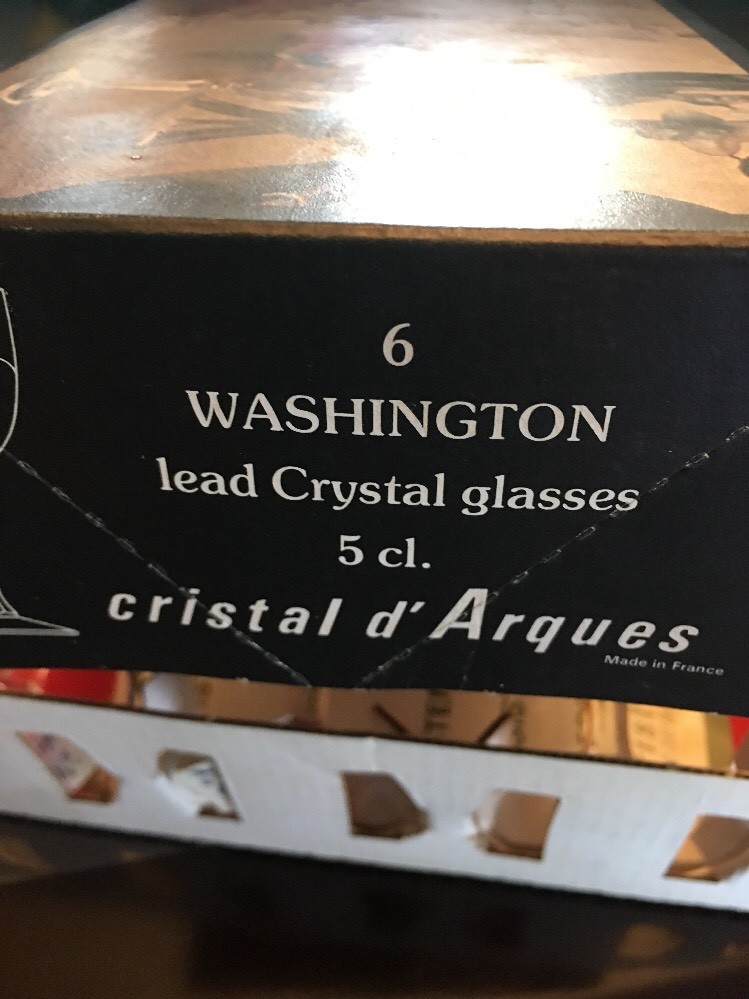 6
WASHINGTON
lead Crystal glasses
5 cl.
cristal d'Arques
Made in France